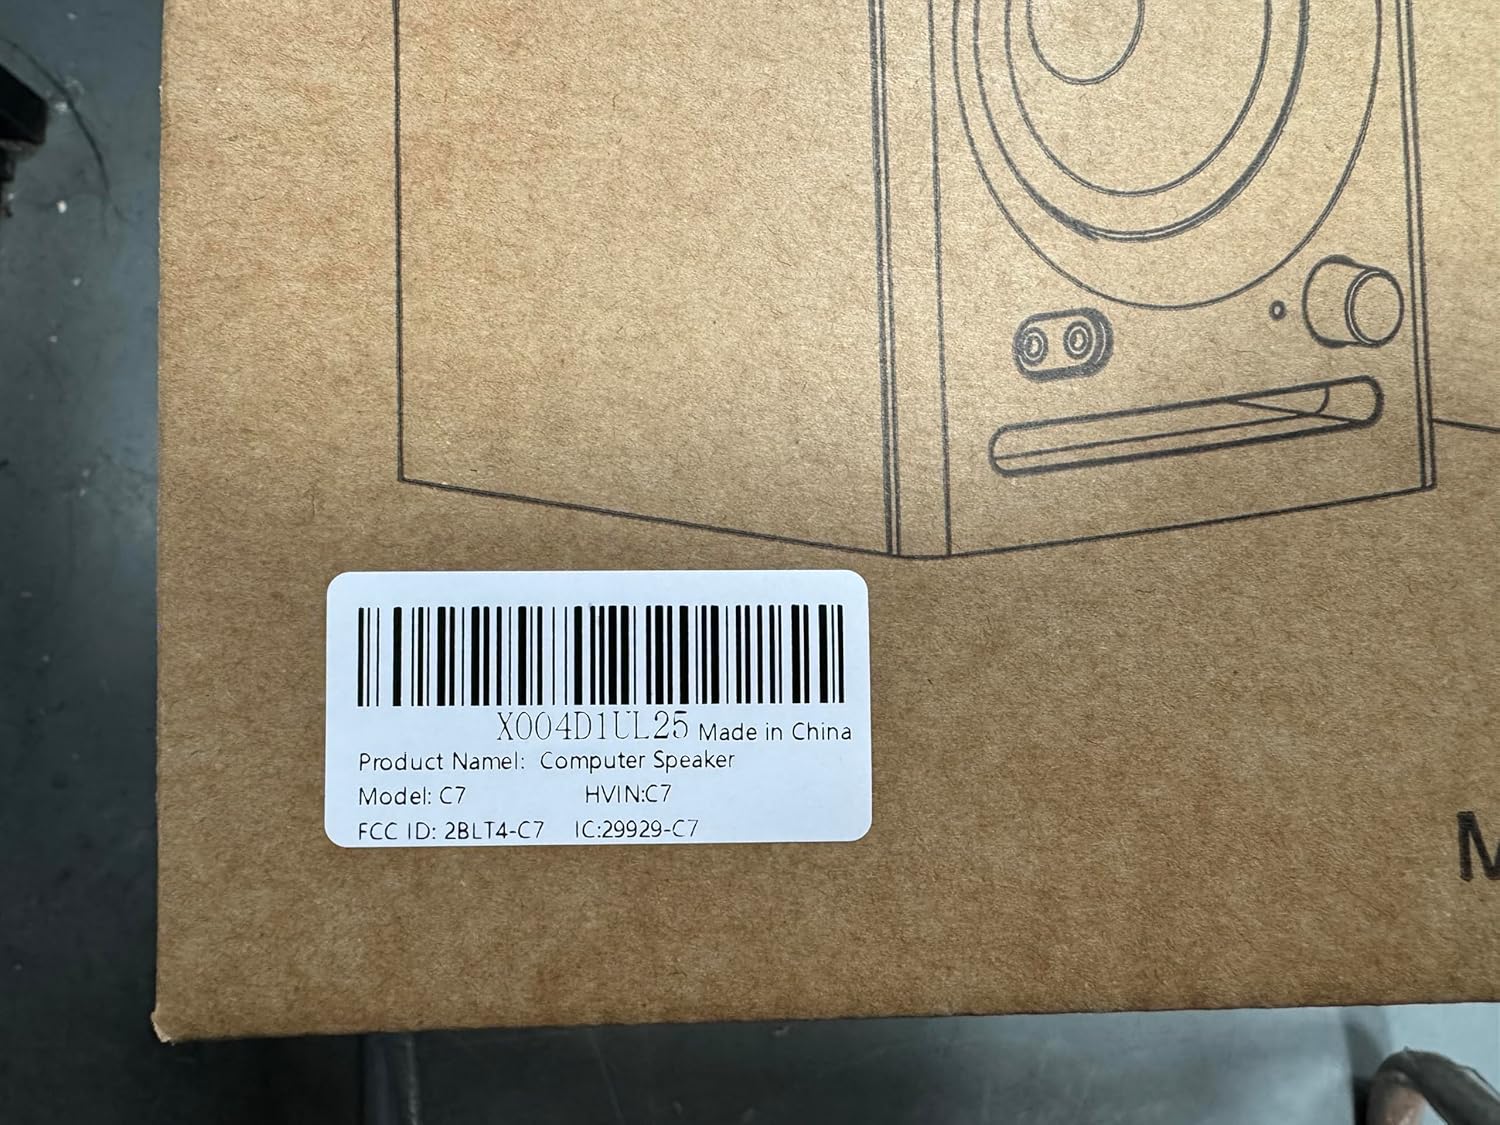 X004D1UL25 Made in China
Product Namel: Computer Speaker
Model: C7 HVIN:C7
FCC ID: 2BLT4-C7 IC:29929-C7
M